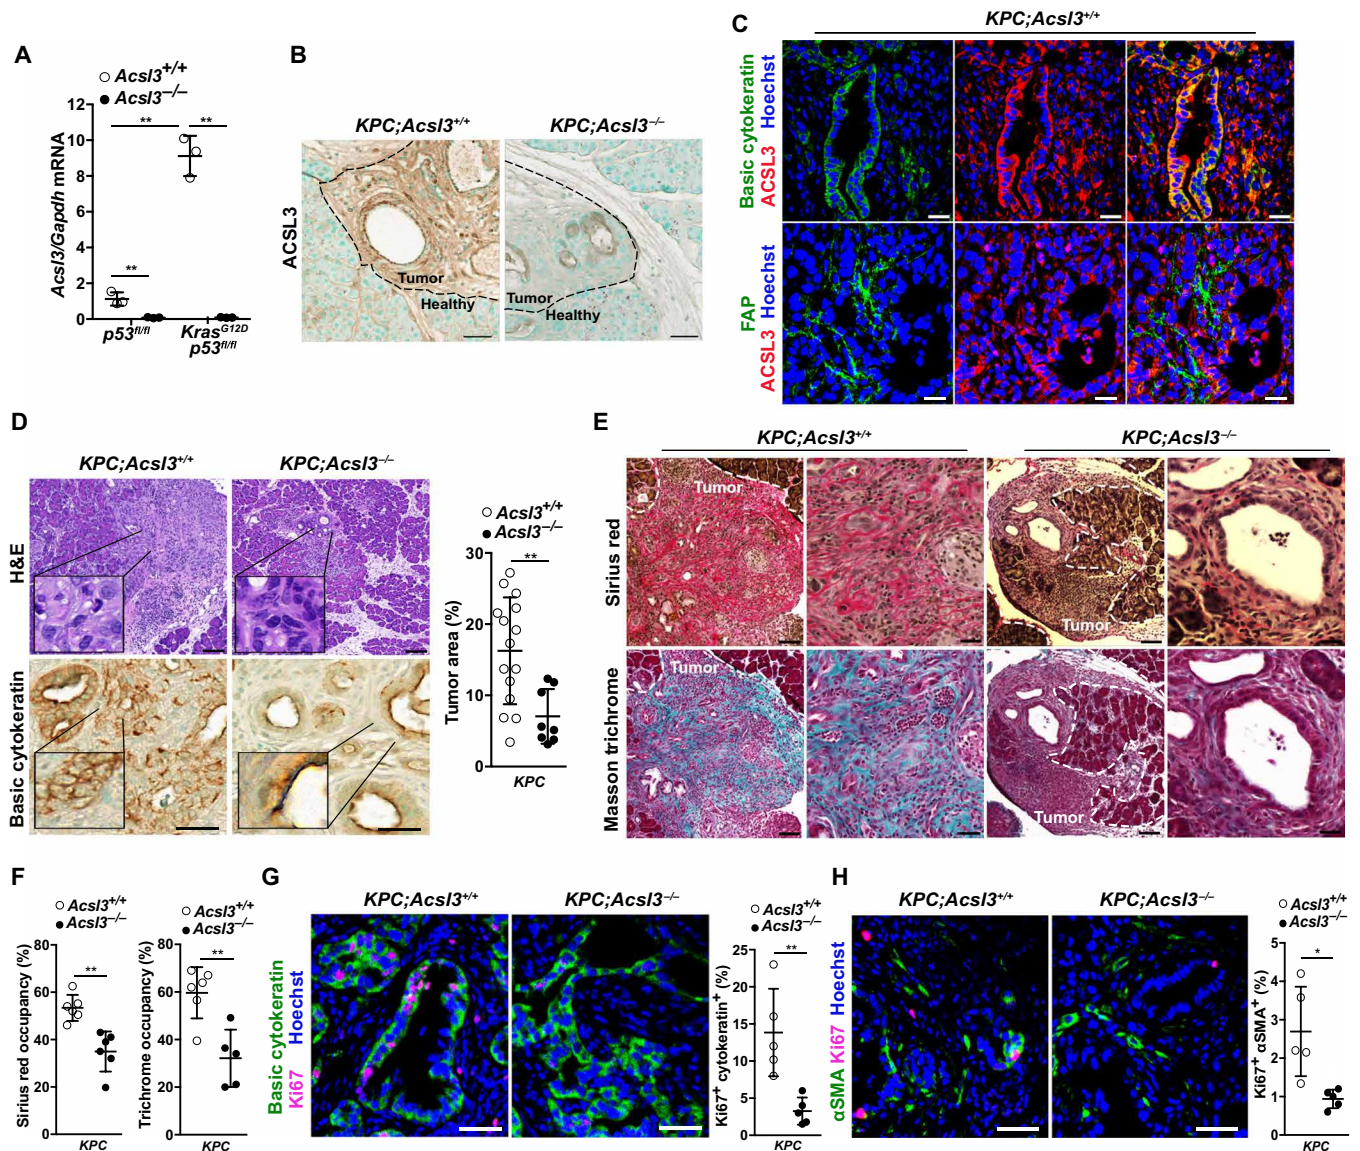 A
Acsl3+/+
Acsl3−/−
Acsl3/Gapdh mRNA
12
10
8
6
4
2
0
**
**
**
p53fl/fl
KrasG12D
p53fl/fl
B
KPC;Acsl3+/+
KPC;Acsl3−/−
ACSL3
Tumor
Healthy
Tumor
Healthy
C
KPC;Acsl3+/+
Basic cytokeratin
ACSL3 Hoechst
FAP
ACSL3 Hoechst
D
KPC;Acsl3+/+
KPC;Acsl3−/−
H&E
Basic cytokeratin
Acsl3+/+
Acsl3−/−
Tumor area (%)
30
20
10
0
**
KPC
E
KPC;Acsl3+/+
KPC;Acsl3−/−
Sirius red
Tumor
Tumor
Masson trichrome
Tumor
Tumor
F
Acsl3+/+
Acsl3−/−
Sirius red occupancy (%)
80
60
40
20
0
**
KPC
Acsl3+/+
Acsl3−/−
Trichrome occupancy (%)
80
60
40
20
0
**
KPC
G
KPC;Acsl3+/+
KPC;Acsl3−/−
Basic cytokeratin
Ki67 Hoechst
Acsl3+/+
Acsl3−/−
Ki67+ cytokeratin+ (%)
25
20
15
10
5
0
**
KPC
H
KPC;Acsl3+/+
KPC;Acsl3−/−
αSMA Ki67 Hoechst
Acsl3+/+
Acsl3−/−
Ki67+ αSMA+ (%)
5
4
3
2
1
0
*
KPC